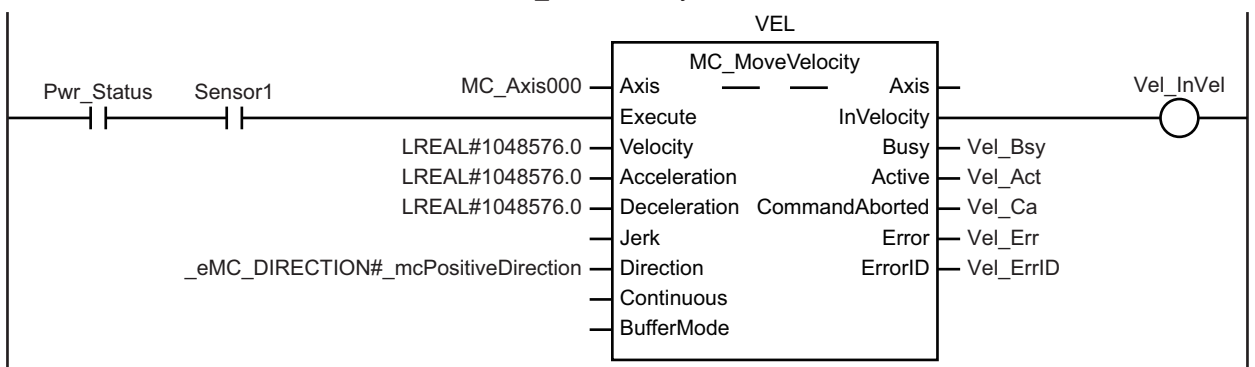 VEL
MC_MoveVelocity
Pwr_Status Sensor1 MC_Axis000 Axis Axis Vel_InVel
Execute InVelocity
LREAL#1048576.0 Velocity Busy Vel_Bsy
LREAL#1048576.0 Acceleration Active Vel_Act
LREAL#1048576.0 Deceleration CommandAborted Vel_Ca
Jerk Error Vel_Err
_eMC_DIRECTION#_mcPositiveDirection Direction ErrorID Vel_ErrID
Continuous
BufferMode